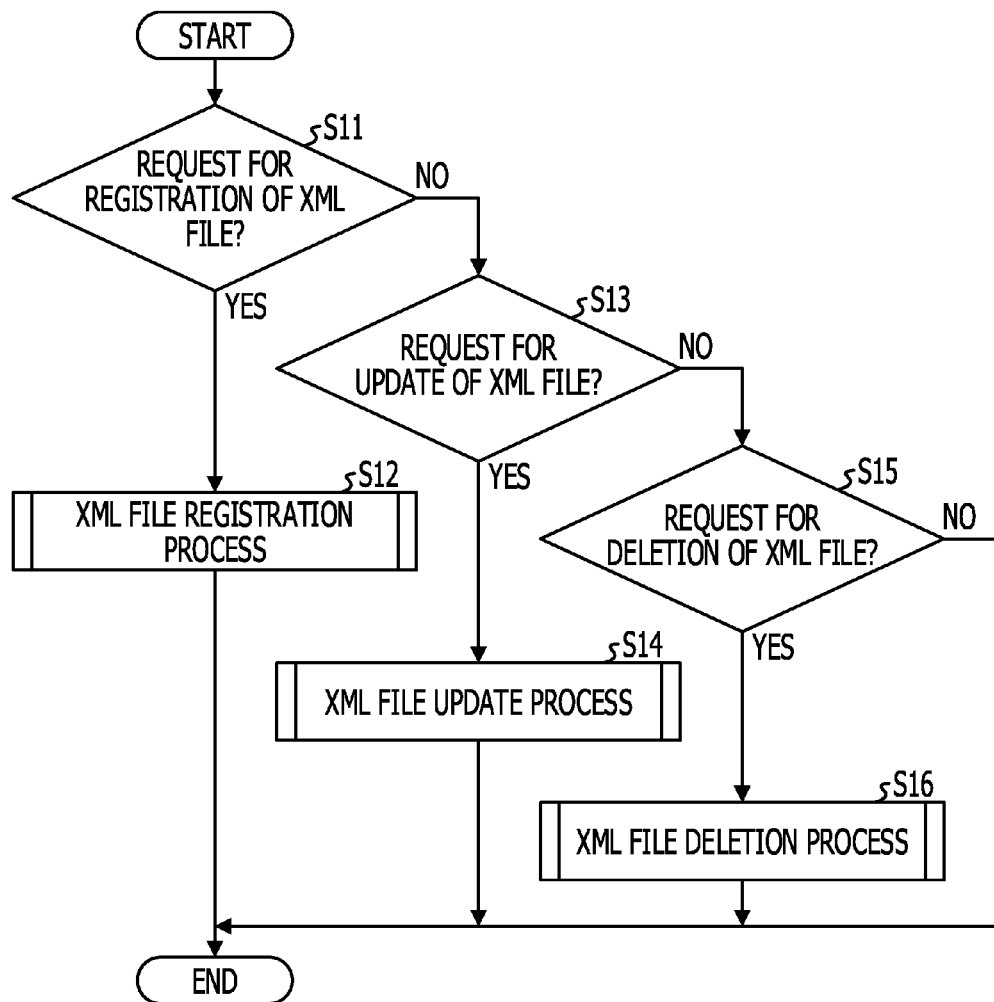 START
S11
REQUEST FOR
REGISTRATION OF XML
FILE?
NO
YES
S13
REQUEST FOR
UPDATE OF XML FILE?
NO
YES
S12
XML FILE REGISTRATION
PROCESS
S15
REQUEST FOR
DELETION OF XML FILE?
NO
YES
S14
XML FILE UPDATE PROCESS
S16
XML FILE DELETION PROCESS
END